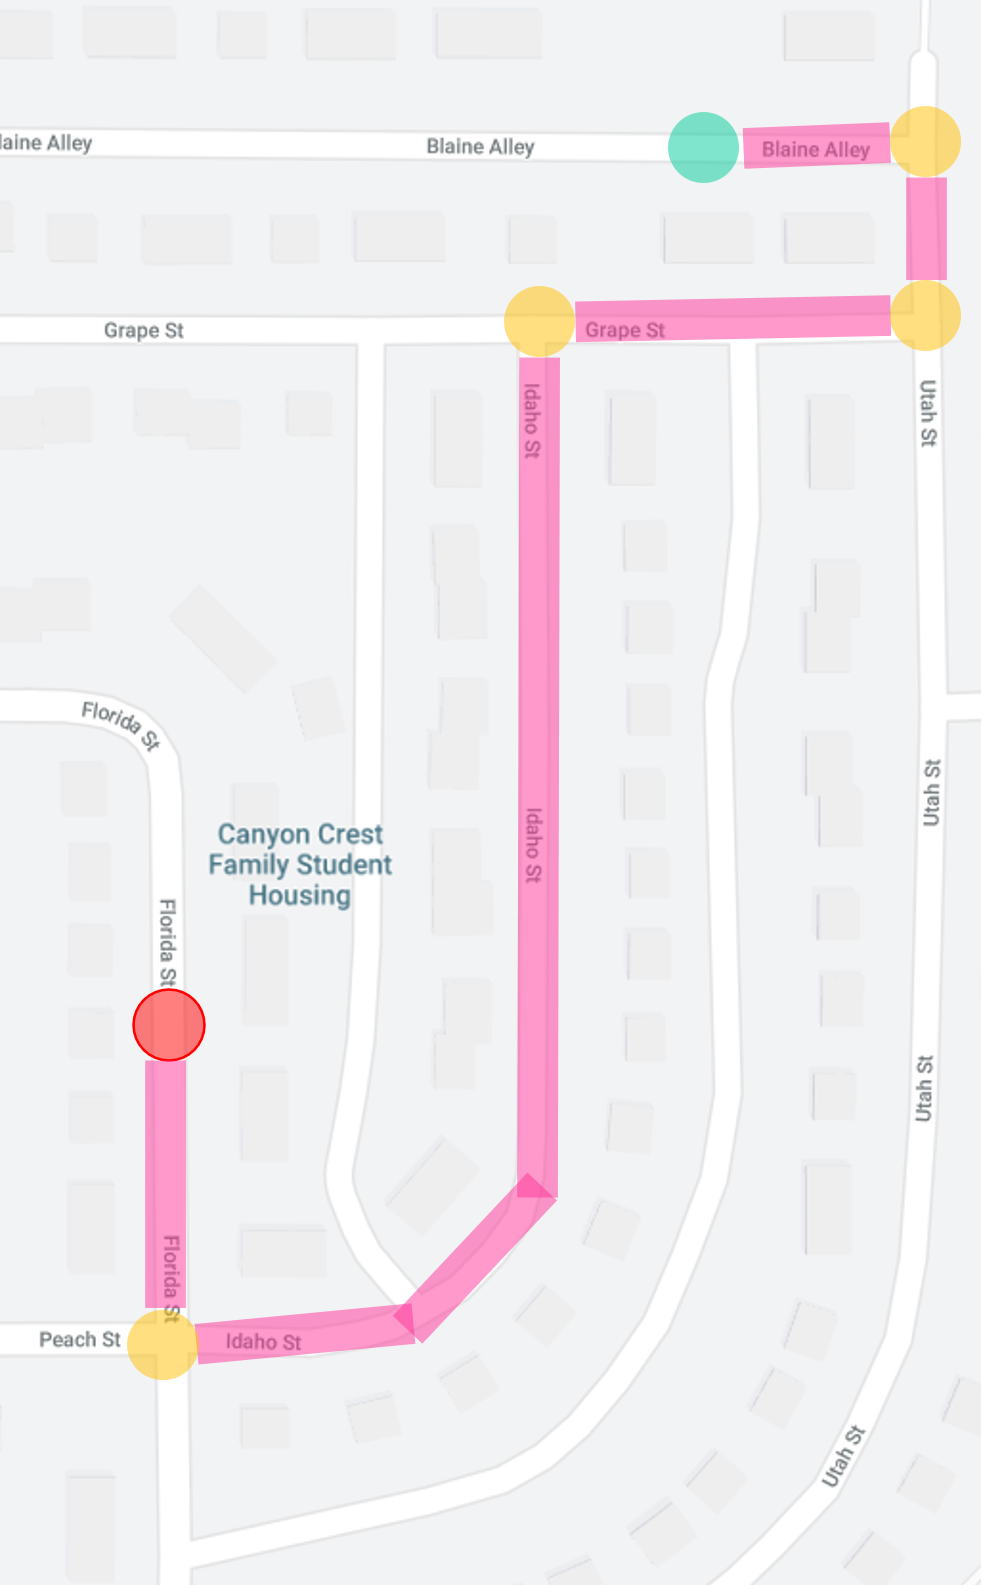 laine Alley
Blaine Alley
Blaine Alley
Grape St
Grape St
Idaho St
Utah St
Florida St
Utah St
Idaho St
Canyon Crest
Family Student
Housing
Florida St
Utah St
Florida St
Peach St
Idaho St
Utah St